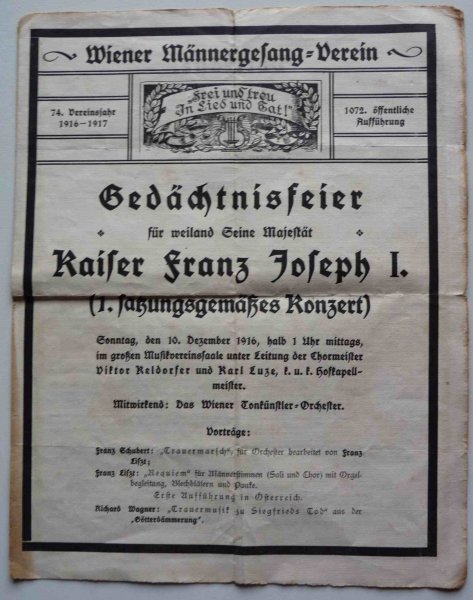 Wiener Männergesang-Verein
74. Vereinsjahr
1916-1917
„Frei und treu
In Lied und Tat!"
1072. öffentliche
Aufführung
Gedächtnisfeier
für weiland Seine Majestät
Kaiser Franz Joseph I.
(1. satzungsgemäßes Konzert)
Sonntag, den 10. Dezember 1916, halb 1 Uhr mittags,
im großen Musikvereinssaale unter Leitung der Chormeister
Viktor Keldorfer und Karl Luze, k. u. k. Hofkapell-
meister.
Mitwirkend: Das Wiener Tonkünstler-Orchester.
Vorträge:
Franz Schubert: „Trauermarsch", für Orchester bearbeitet von Franz
Liszt;
Franz Liszt: „Requiem" für Männerstimmen (Soli und Chor) mit Orgel-
begleitung, Blechbläsern und Pauke.
Erste Aufführung in Österreich.
Richard Wagner: „Trauermusik zu Siegfrieds Tod" aus der
„Götterdämmerung".